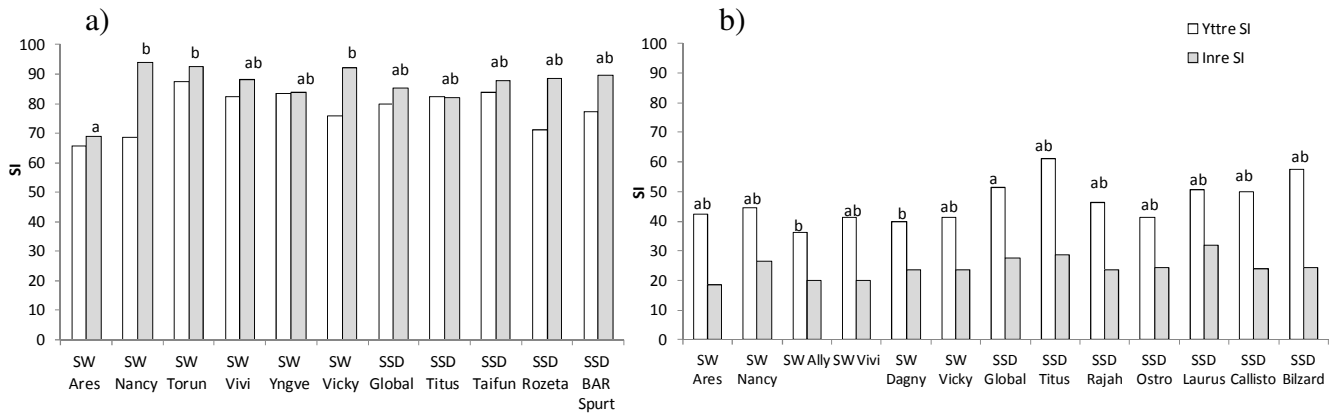 a)
b)
Yttre SI
Inre SI
100
90
80
70
60
50
40
30
20
10
0
SI
a b b ab ab b ab ab ab ab ab
SW SW SW SW SW SW SSD SSD SSD SSD SSD
Ares Nancy Torun Vivi Yngve Vicky Global Titus Taifun Rozeta BAR
Spurt
100
90
80
70
60
50
40
30
20
10
0
SI
ab ab b ab b ab a ab ab ab ab ab ab
SW SW SW Ally SW Vivi SW SW SSD SSD SSD SSD SSD SSD SSD
Ares Nancy Dagny Vicky Global Titus Rajah Ostro Laurus Callisto Bilzard